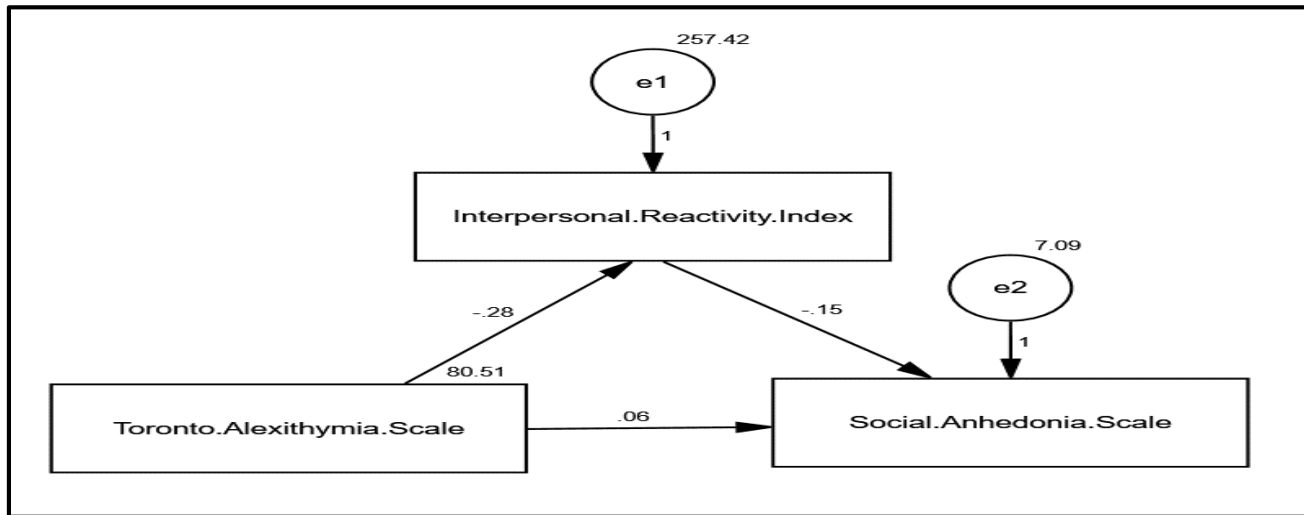 257.42
e1
1
Interpersonal.Reactivity.Index
7.09
e2
-.28
-.15
1
80.51
Toronto.Alexithymia.Scale
.06
Social.Anhedonia.Scale